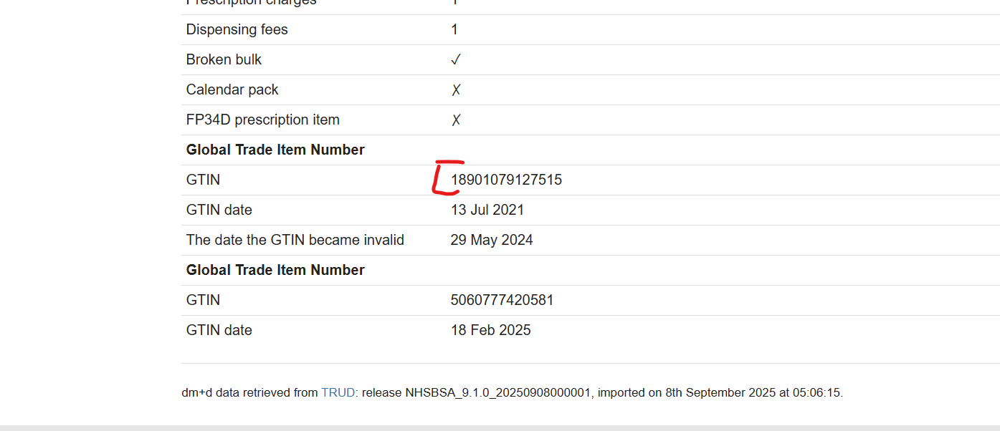 Prescription charges 1
Dispensing fees 1
Broken bulk ✓
Calendar pack X
FP34D prescription item X
Global Trade Item Number
GTIN 18901079127515
GTIN date 13 Jul 2021
The date the GTIN became invalid 29 May 2024
Global Trade Item Number
GTIN 5060777420581
GTIN date 18 Feb 2025
dm+d data retrieved from TRUD: release NHSBSA_9.1.0_20250908000001, imported on 8th September 2025 at 05:06:15.